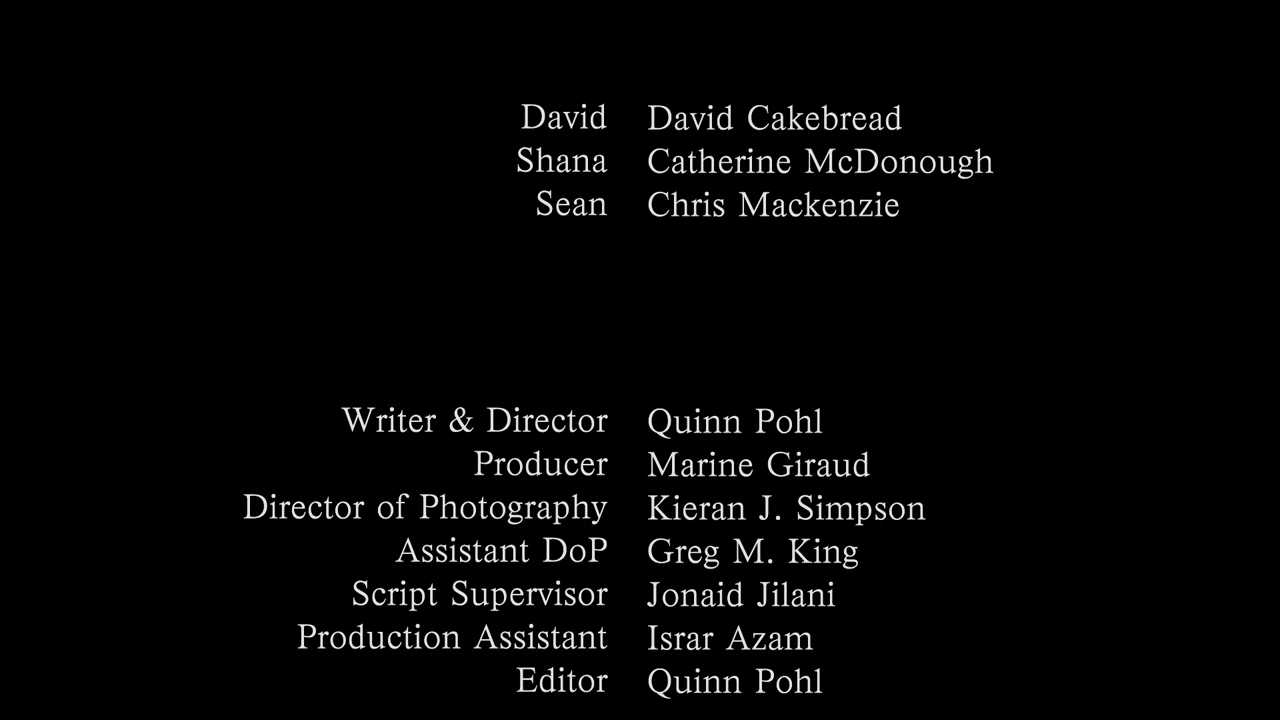 David David Cakebread
Shana Catherine McDonough
Sean Chris Mackenzie
Writer & Director Quinn Pohl
Producer Marine Giraud
Director of Photography Kieran J. Simpson
Assistant DoP Greg M. King
Script Supervisor Jonaid Jilani
Production Assistant Israr Azam
Editor Quinn Pohl